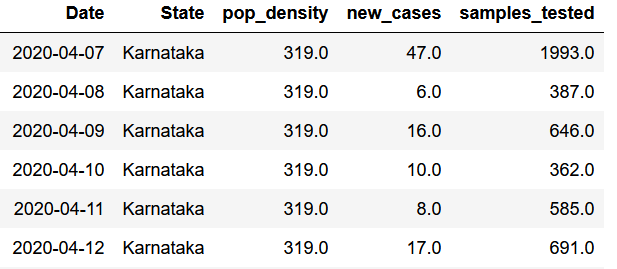 Date State pop_density new_cases samples_tested
2020-04-07 Karnataka 319.0 47.0 1993.0
2020-04-08 Karnataka 319.0 6.0 387.0
2020-04-09 Karnataka 319.0 16.0 646.0
2020-04-10 Karnataka 319.0 10.0 362.0
2020-04-11 Karnataka 319.0 8.0 585.0
2020-04-12 Karnataka 319.0 17.0 691.0